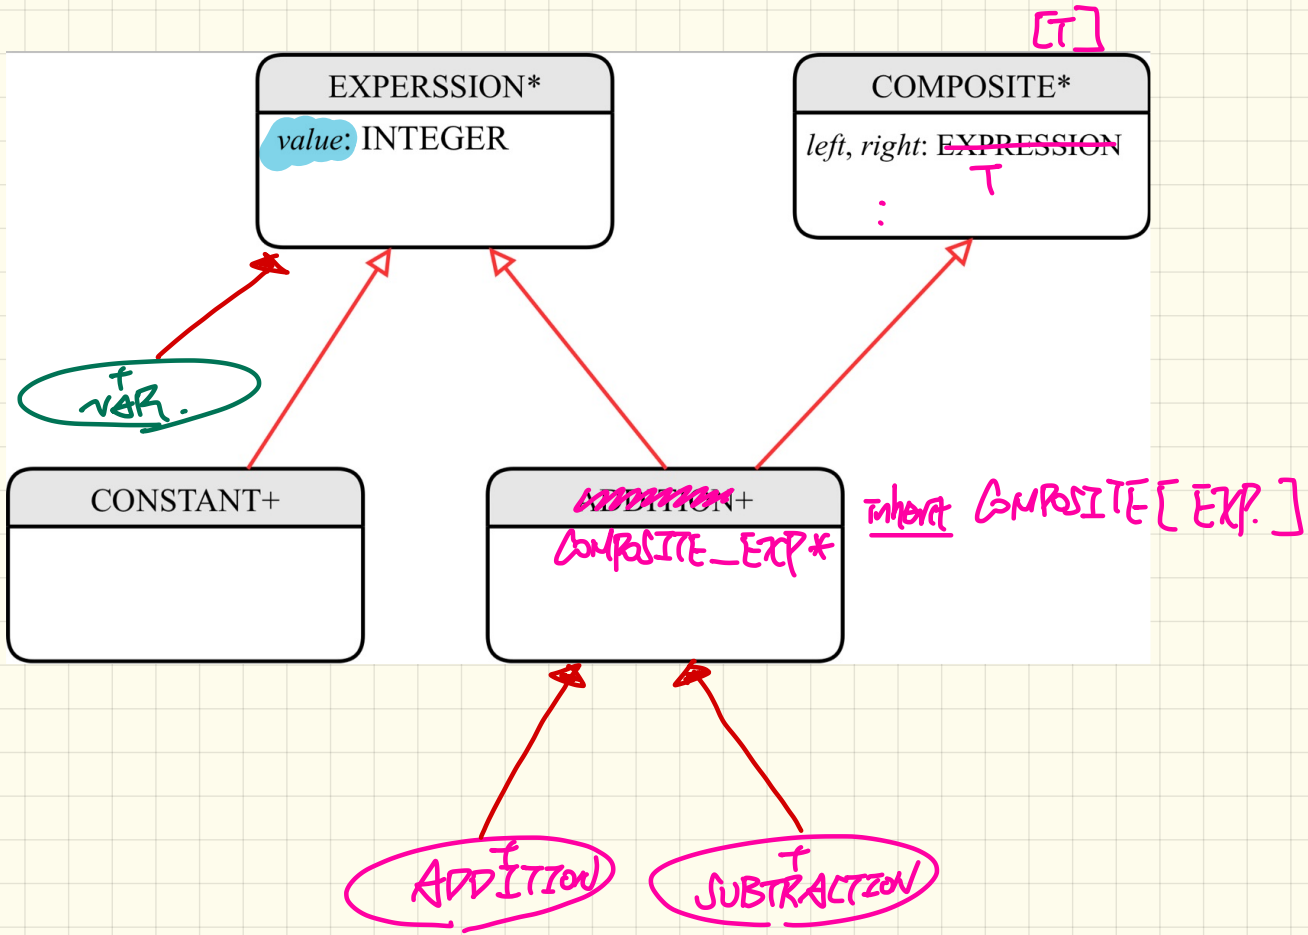 [T]
EXPERSSION*
COMPOSITE*
value: INTEGER
left, right: EXPRESSION
T
:
+
VAR.
CONSTANT+
ADDITION+
inherit COMPOSITE[EXP.]
COMPOSITE_EXP*
+
ADDITION
+
SUBTRACTION